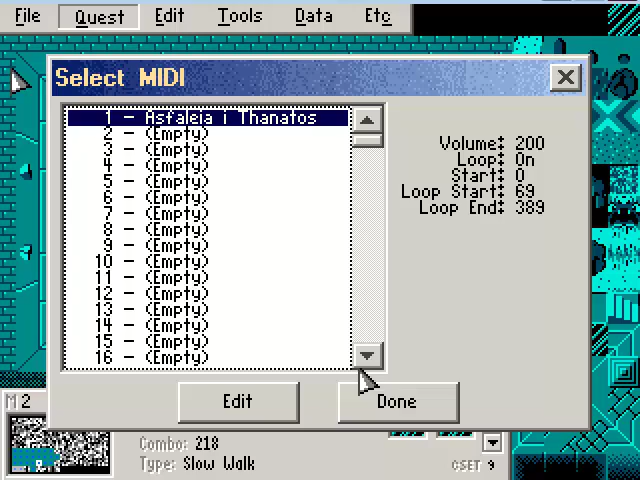 File Quest Edit Tools Data Etc
Select MIDI
1 - Asfaleia i Thanatos
2 - (Empty)
3 - (Empty)
4 - (Empty)
5 - (Empty)
6 - (Empty)
7 - (Empty)
8 - (Empty)
9 - (Empty)
10 - (Empty)
11 - (Empty)
12 - (Empty)
13 - (Empty)
14 - (Empty)
15 - (Empty)
16 - (Empty)
Volume: 200
Loop: On
Start: 0
Loop Start: 69
Loop End: 389
Edit Done
M 2
Combo: 218
Type: Slow Walk
CSET 9